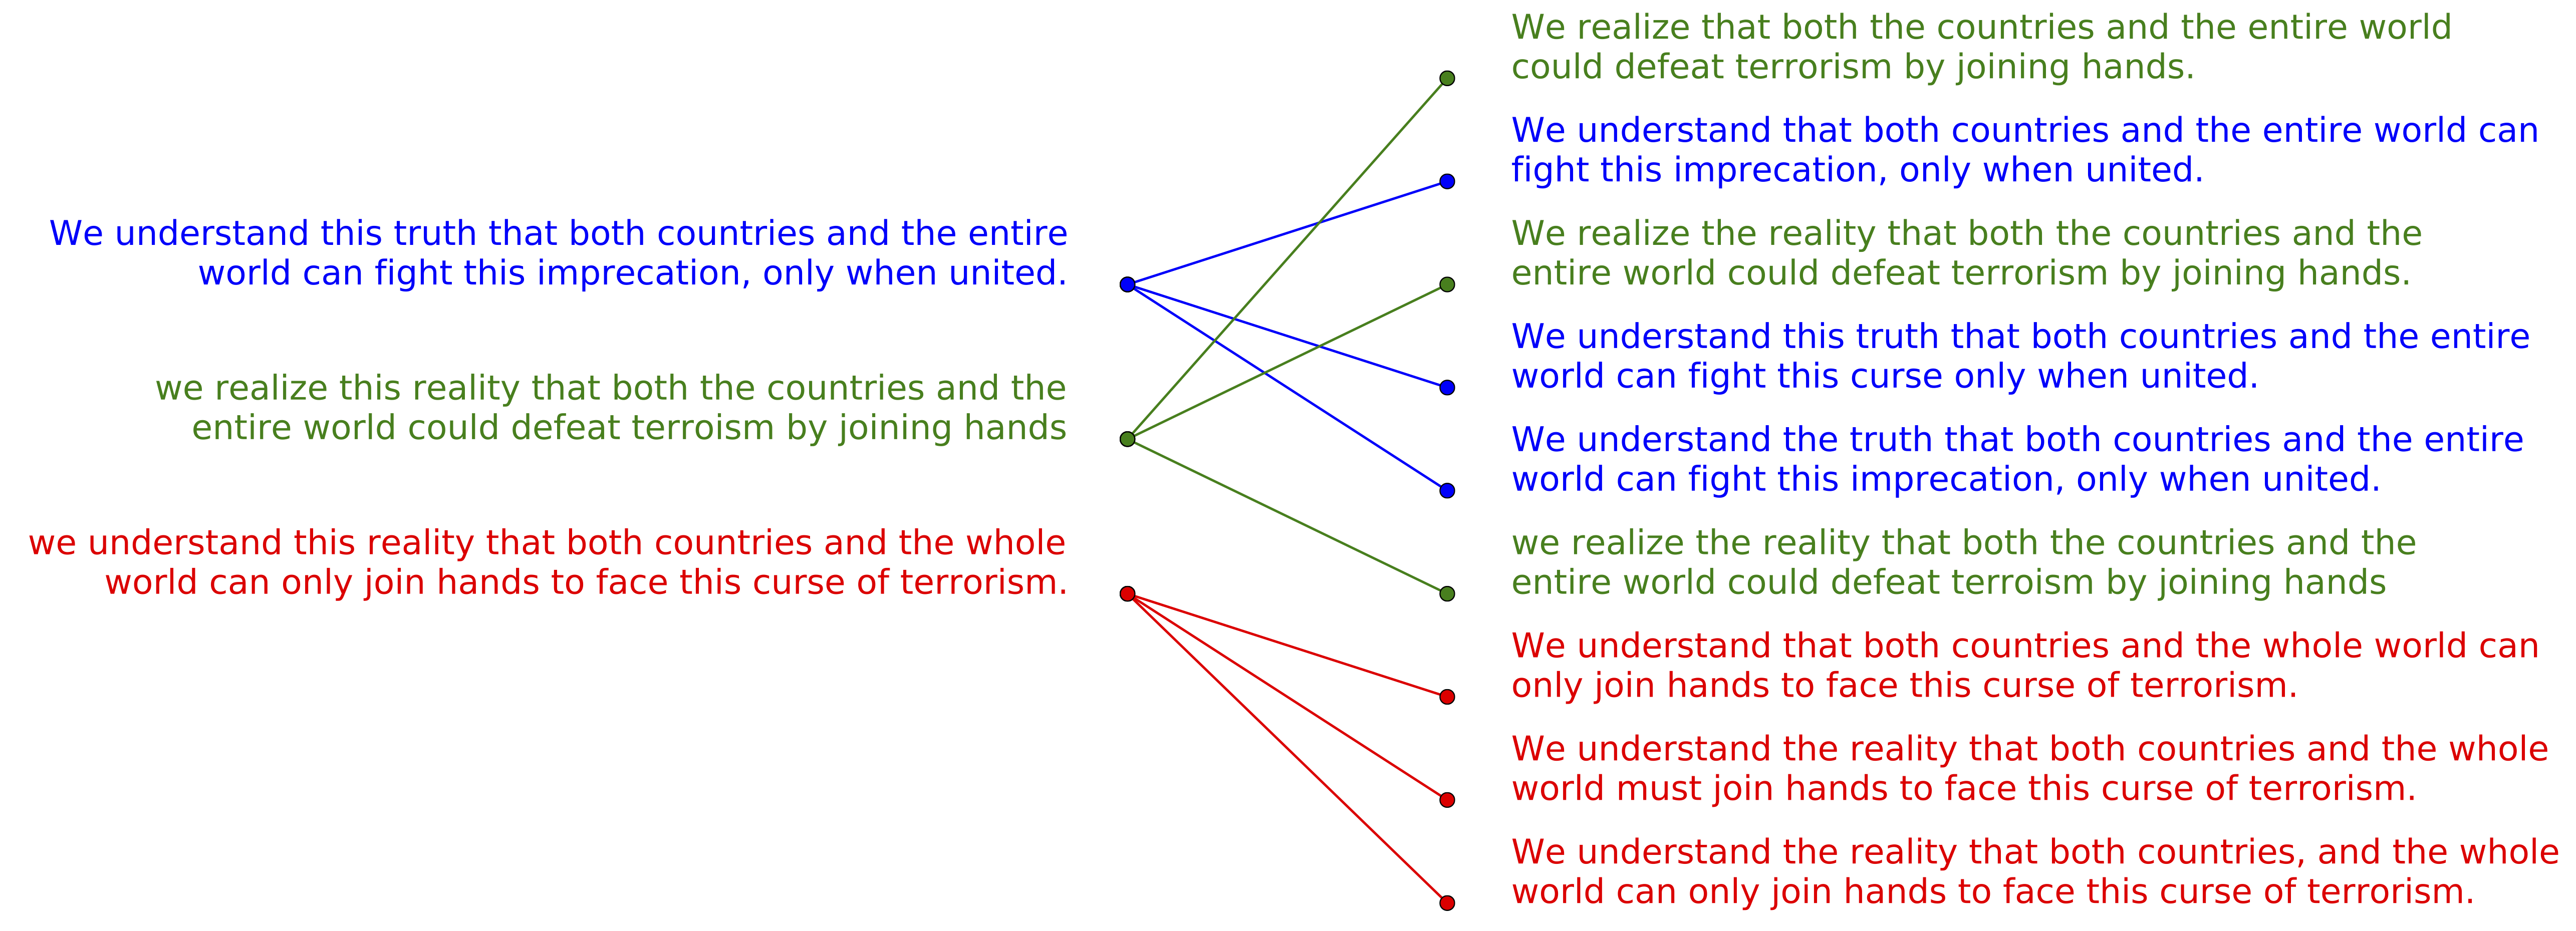 We understand this truth that both countries and the entire
world can fight this imprecation, only when united.
we realize this reality that both the countries and the
entire world could defeat terroism by joining hands
we understand this reality that both countries and the whole
world can only join hands to face this curse of terrorism.
We realize that both the countries and the entire world
could defeat terrorism by joining hands.
We understand that both countries and the entire world can
fight this imprecation, only when united.
We realize the reality that both the countries and the
entire world could defeat terrorism by joining hands.
We understand this truth that both countries and the entire
world can fight this curse only when united.
We understand the truth that both countries and the entire
world can fight this imprecation, only when united.
we realize the reality that both the countries and the
entire world could defeat terroism by joining hands
We understand that both countries and the whole world can
only join hands to face this curse of terrorism.
We understand the reality that both countries and the whole
world must join hands to face this curse of terrorism.
We understand the reality that both countries, and the whole
world can only join hands to face this curse of terrorism.